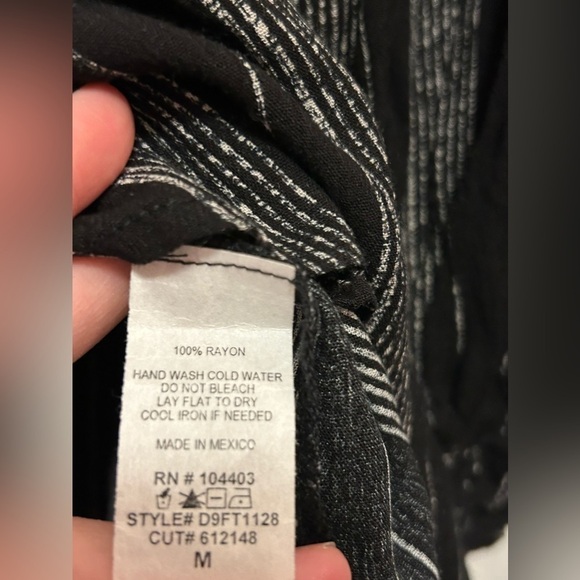 100% RAYON
HAND WASH COLD WATER
DO NOT BLEACH
LAY FLAT TO DRY
COOL IRON IF NEEDED
MADE IN MEXICO
RN # 104403
STYLE# D9FT1128
CUT# 612148
M